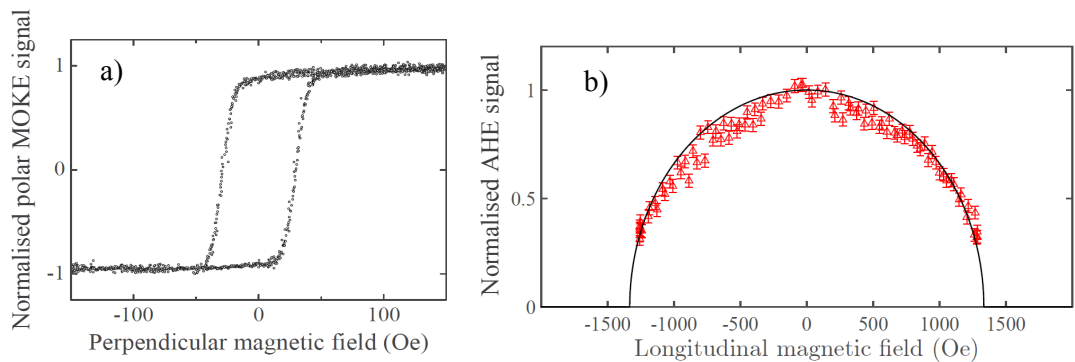 a)
Normalised polar MOKE signal
1
0
-1
-100
0
100
Perpendicular magnetic field (Oe)
b)
Normalised AHE signal
1
0.5
0
-1500
-1000
-500
0
500
1000
1500
Longitudinal magnetic field (Oe)